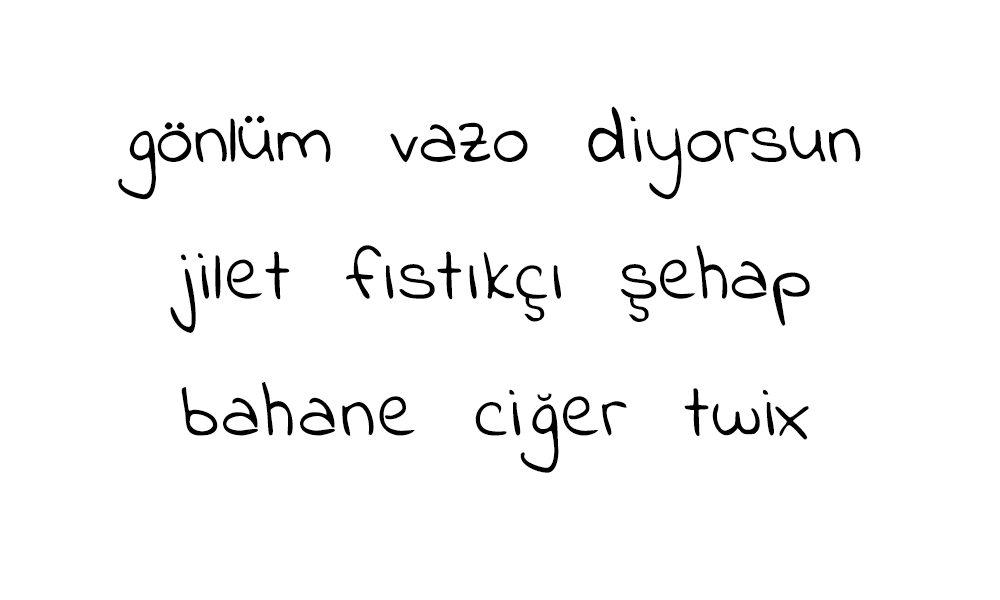 gönlüm vazo diyorsun
jilet fıstıkçı şehap
bahane ciğer twix